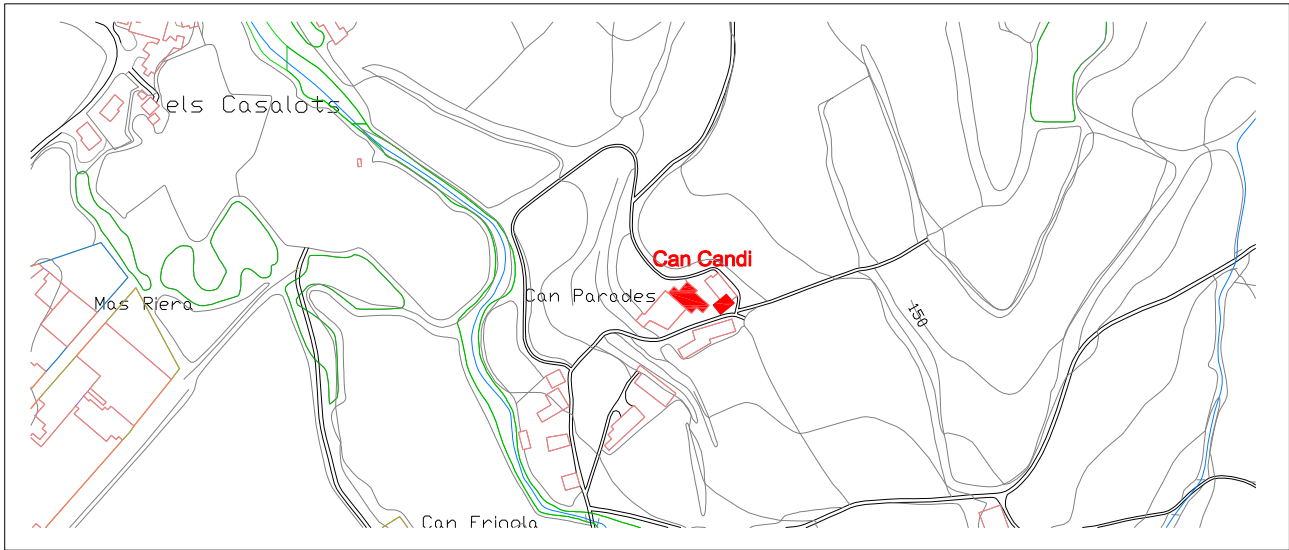 els Casalots
Can Candi
Can Parades
Mas Riera
150
Can Frigola